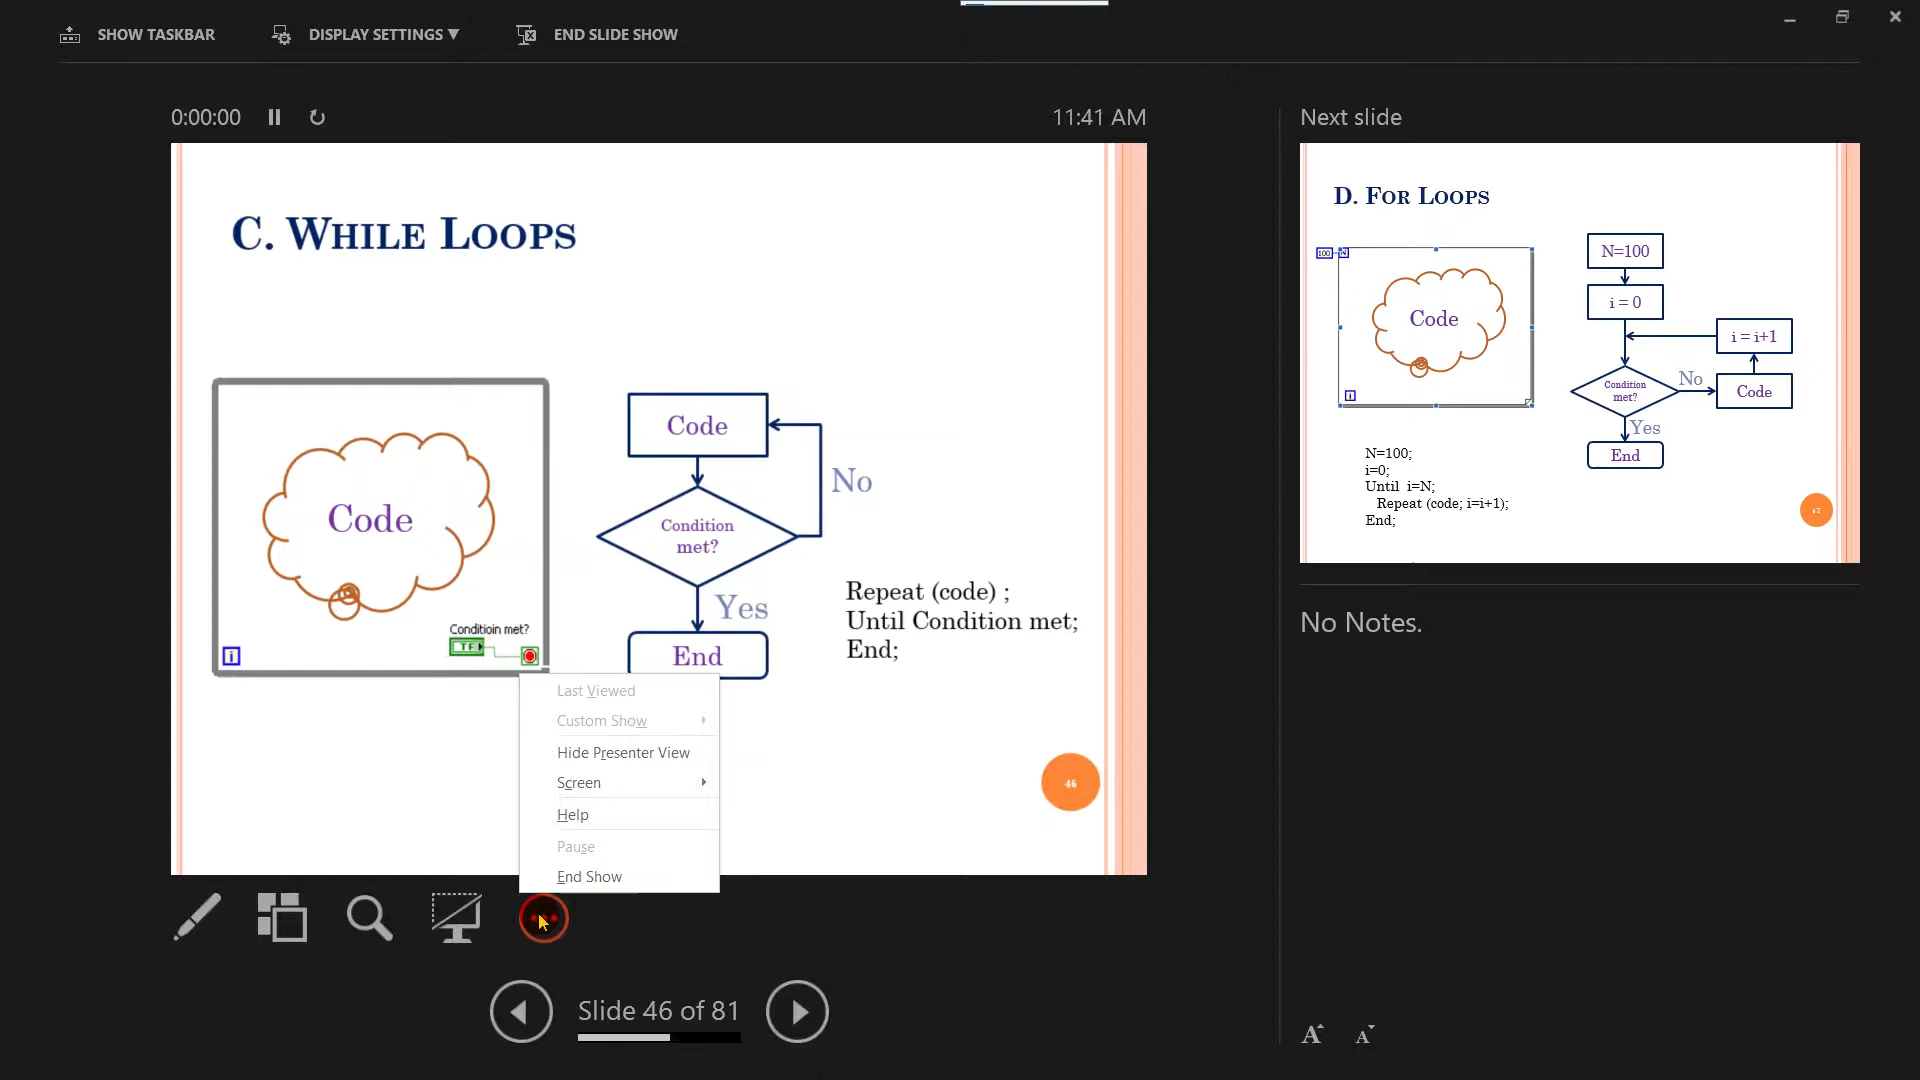 SHOW TASKBAR
DISPLAY SETTINGS ▼
END SLIDE SHOW
0:00:00
11:41 AM
Next slide
C. WHILE LOOPS
Code
Conditioin met?
TF
i
Code
No
Condition
met?
Yes
End
Repeat (code) ;
Until Condition met;
End;
46
Last Viewed
Custom Show
Hide Presenter View
Screen
Help
Pause
End Show
Slide 46 of 81
D. FOR LOOPS
100
N
Code
i
N=100
i = 0
i = i+1
Condition
met?
No
Code
Yes
End
N=100;
i=0;
Until i=N;
Repeat (code; i=i+1);
End;
47
No Notes.
A
A